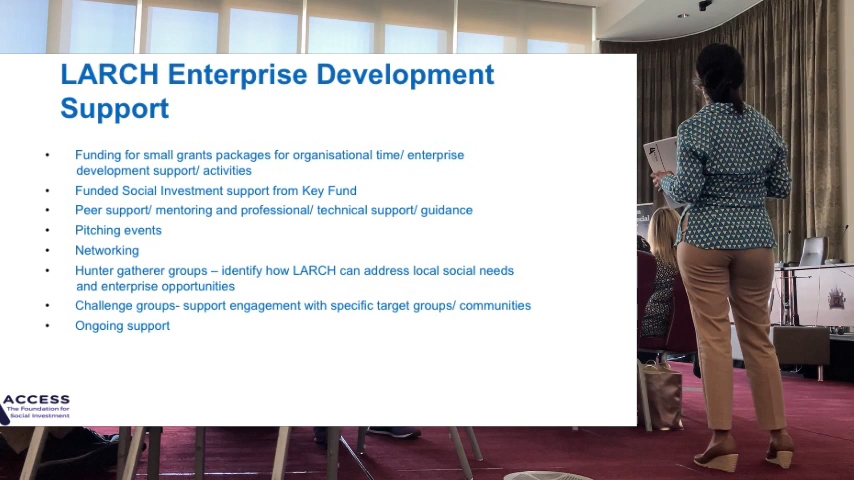 LARCH Enterprise Development
Support
• Funding for small grants packages for organisational time/ enterprise
development support/ activities
• Funded Social Investment support from Key Fund
• Peer support/ mentoring and professional/ technical support/ guidance
• Pitching events
• Networking
• Hunter gatherer groups – identify how LARCH can address local social needs
and enterprise opportunities
• Challenge groups- support engagement with specific target groups/ communities
• Ongoing support
ACCESS
The Foundation for
Social Investment